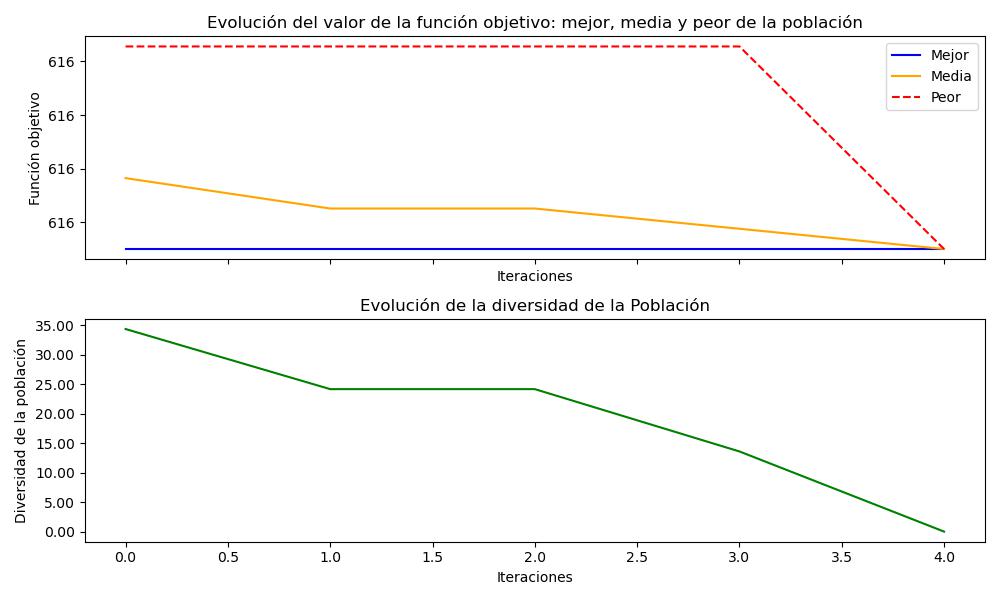 Evolución del valor de la función objetivo: mejor, media y peor de la población
Función objetivo
616
616
616
616
Mejor
Media
Peor
Iteraciones
Evolución de la diversidad de la Población
Diversidad de la población
35.00
30.00
25.00
20.00
15.00
10.00
5.00
0.00
0.0 0.5 1.0 1.5 2.0 2.5 3.0 3.5 4.0
Iteraciones